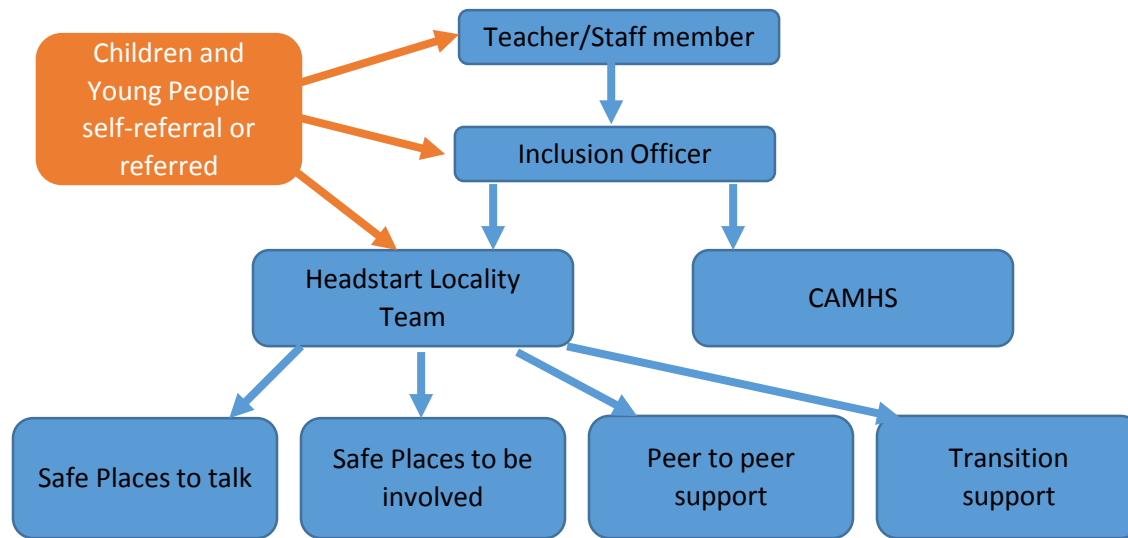 Children and
Young People
self-referral or
referred
Teacher/Staff member
Inclusion Officer
Headstart Locality
Team
CAMHS
Safe Places to talk
Safe Places to be
involved
Peer to peer
support
Transition
support